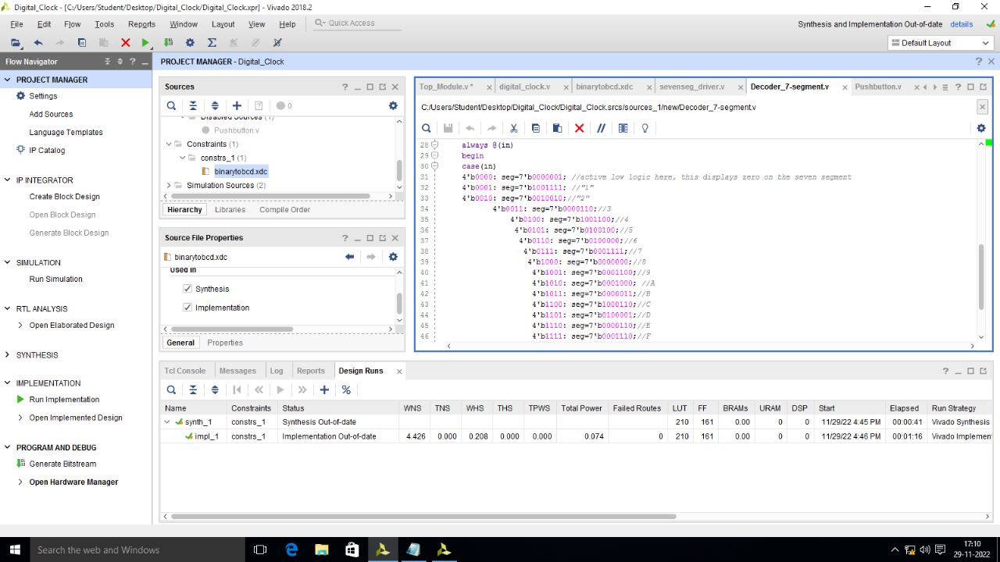 Digital_Clock - [C:/Users/Student/Desktop/Digital_Clock/Digital_Clock.xpr] - Vivado 2018.2
File Edit Flow Tools Reports Window Layout View Help Quick Access
Synthesis and Implementation Out-of-date details
Default Layout
Flow Navigator
PROJECT MANAGER
Settings
Add Sources
Language Templates
IP Catalog
IP INTEGRATOR
Create Block Design
Open Block Design
Generate Block Design
SIMULATION
Run Simulation
RTL ANALYSIS
Open Elaborated Design
SYNTHESIS
IMPLEMENTATION
Run Implementation
Open Implemented Design
PROGRAM AND DEBUG
Generate Bitstream
Open Hardware Manager
PROJECT MANAGER - Digital_Clock
Sources
0
Disabled Sources (1)
Pushbutton.v
Constraints (1)
constrs_1 (1)
binarytobcd.xdc
Simulation Sources (2)
Hierarchy Libraries Compile Order
Source File Properties
binarytobcd.xdc
Used In
Synthesis
Implementation
General Properties
Top_Module.v * digital_clock.v binarytobcd.xdc sevenseg_driver.v Decoder_7-segment.v Pushbutton.v
C:/Users/Student/Desktop/Digital_Clock/Digital_Clock.srcs/sources_1/new/Decoder_7-segment.v
28 always @(in)
29 begin
30 case(in)
31 4'b0000: seg=7'b0000001; //active low logic here, this displays zero on the seven segment
32 4'b0001: seg=7'b1001111; //"1"
33 4'b0010: seg=7'b0010010;//"2"
34 4'b0011: seg=7'b0000110;//3
35 4'b0100: seg=7'b1001100;//4
36 4'b0101: seg=7'b0100100;//5
37 4'b0110: seg=7'b0100000;//6
38 4'b0111: seg=7'b0001111;//7
39 4'b1000: seg=7'b0000000;//8
40 4'b1001: seg=7'b0001100;//9
41 4'b1010: seg=7'b0001000; //A
42 4'b1011: seg=7'b0000011;//B
43 4'b1100: seg=7'b1000110;//C
44 4'b1101: seg=7'b0100001;//D
45 4'b1110: seg=7'b0000110;//E
46 4'b1111: seg=7'b0001110;//F
Tcl Console Messages Log Reports Design Runs
Name Constraints Status WNS TNS WHS THS TPWS Total Power Failed Routes LUT FF BRAMs URAM DSP Start Elapsed Run Strategy
synth_1 constrs_1 Synthesis Out-of-date 210 161 0.00 0 0 11/29/22 4:45 PM 00:00:41 Vivado Synthesis
impl_1 constrs_1 Implementation Out-of-date 4.426 0.000 0.208 0.000 0.000 0.074 0 210 161 0.00 0 0 11/29/22 4:46 PM 00:01:16 Vivado Implemen
Search the web and Windows
17:10
29-11-2022